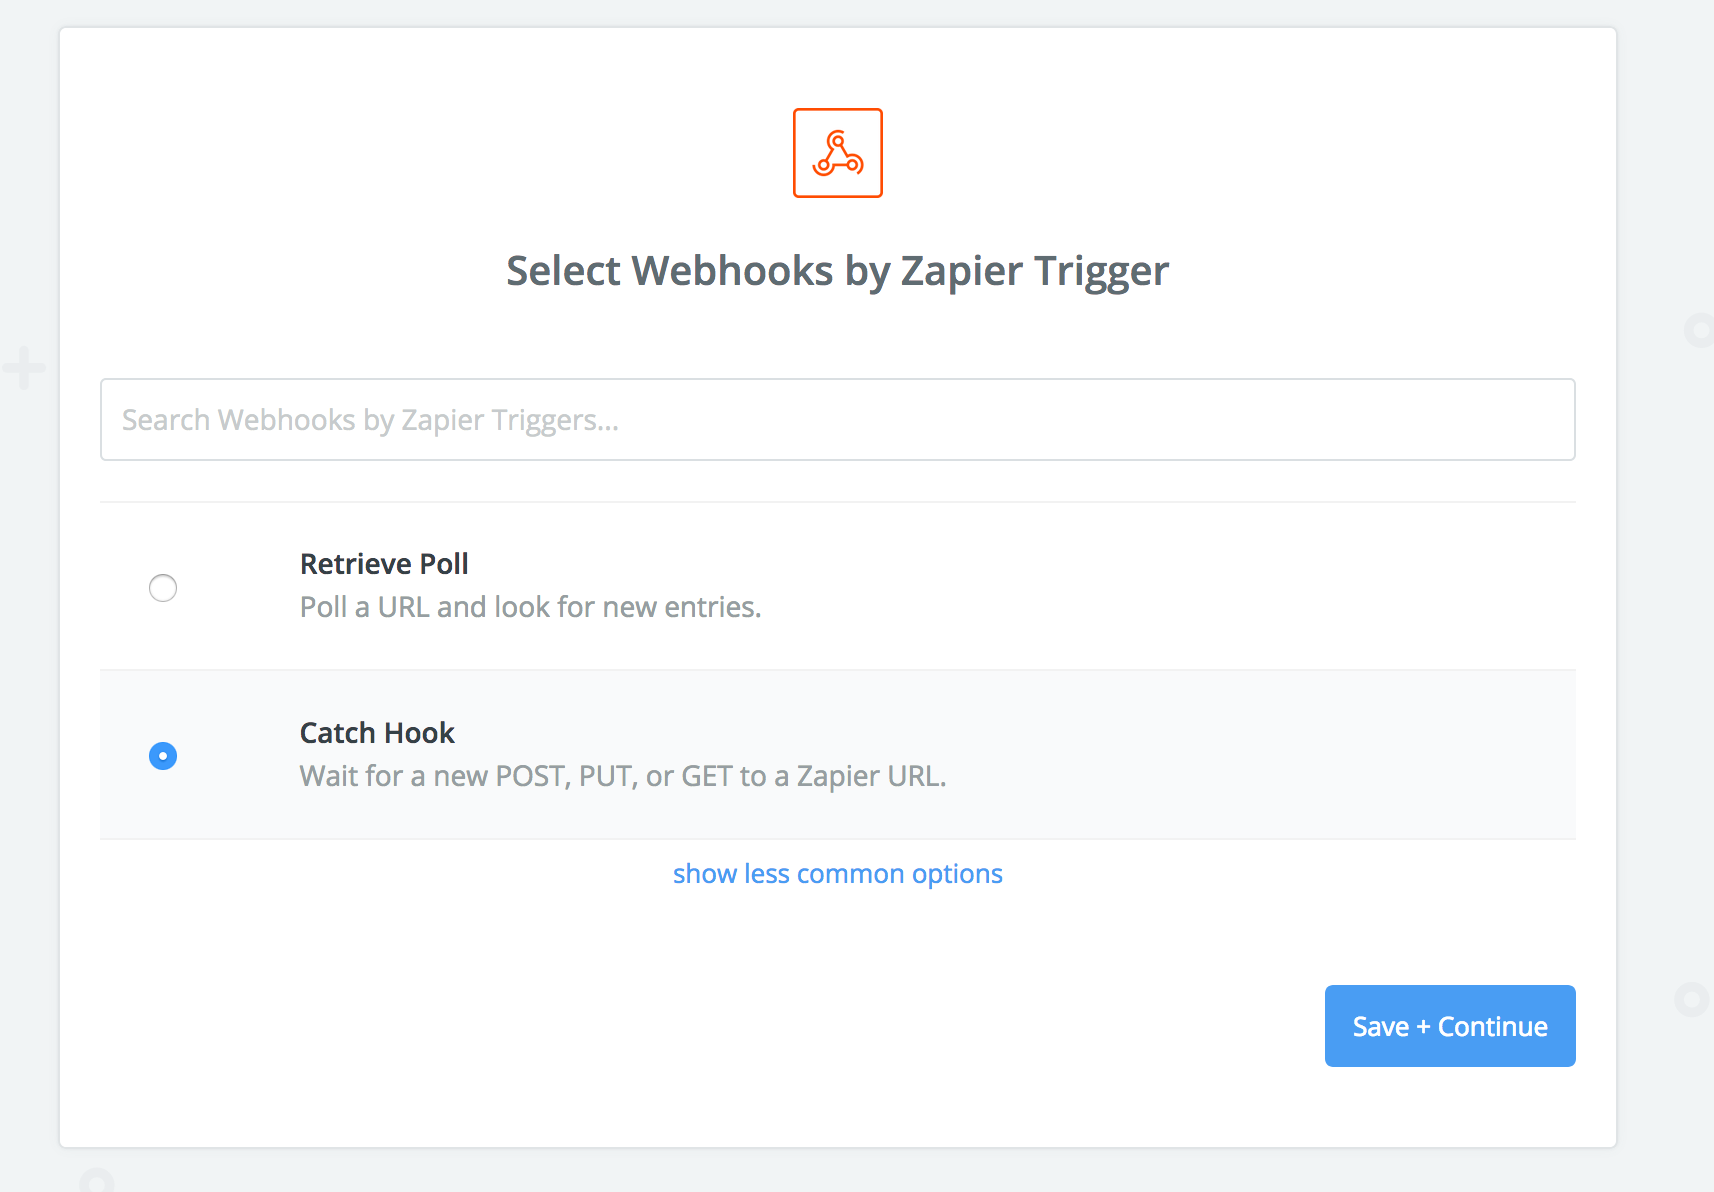 Select Webhooks by Zapier Trigger
Search Webhooks by Zapier Triggers...
Retrieve Poll
Poll a URL and look for new entries.
Catch Hook
Wait for a new POST, PUT, or GET to a Zapier URL.
show less common options
Save + Continue